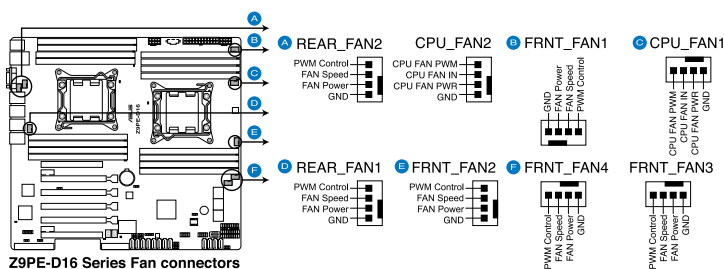 A
B
C
D
E
F
ASUS
Z9PE-D16
Z9PE-D16 Series Fan connectors
A REAR_FAN2
PWM Control
FAN Speed
FAN Power
GND
CPU_FAN2
CPU FAN PWM
CPU FAN IN
CPU FAN PWR
GND
B FRNT_FAN1
GND
FAN Power
FAN Speed
PWM Control
C CPU_FAN1
CPU FAN PWM
CPU FAN IN
CPU FAN PWR
GND
D REAR_FAN1
PWM Control
FAN Speed
FAN Power
GND
E FRNT_FAN2
PWM Control
FAN Speed
FAN Power
GND
F FRNT_FAN4
PWM Control
FAN Speed
FAN Power
GND
FRNT_FAN3
PWM Control
FAN Speed
FAN Power
GND